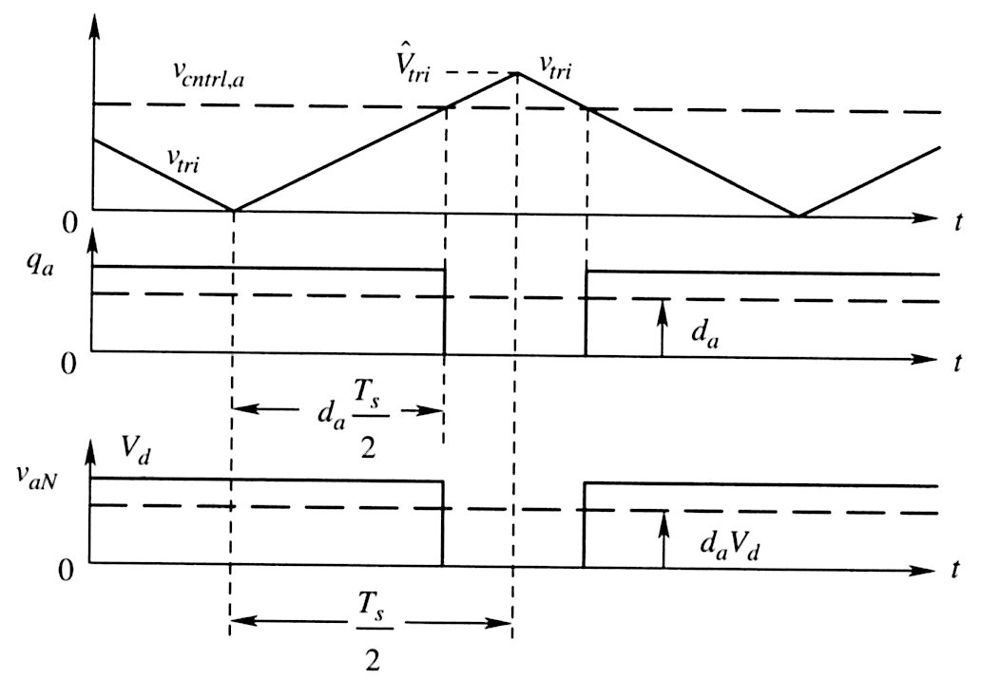 V̂tri
vtri
vcntrl,a
vtri
0
t
qa
da
0
t
da Ts/2
Vd
vaN
daVd
0
t
Ts/2